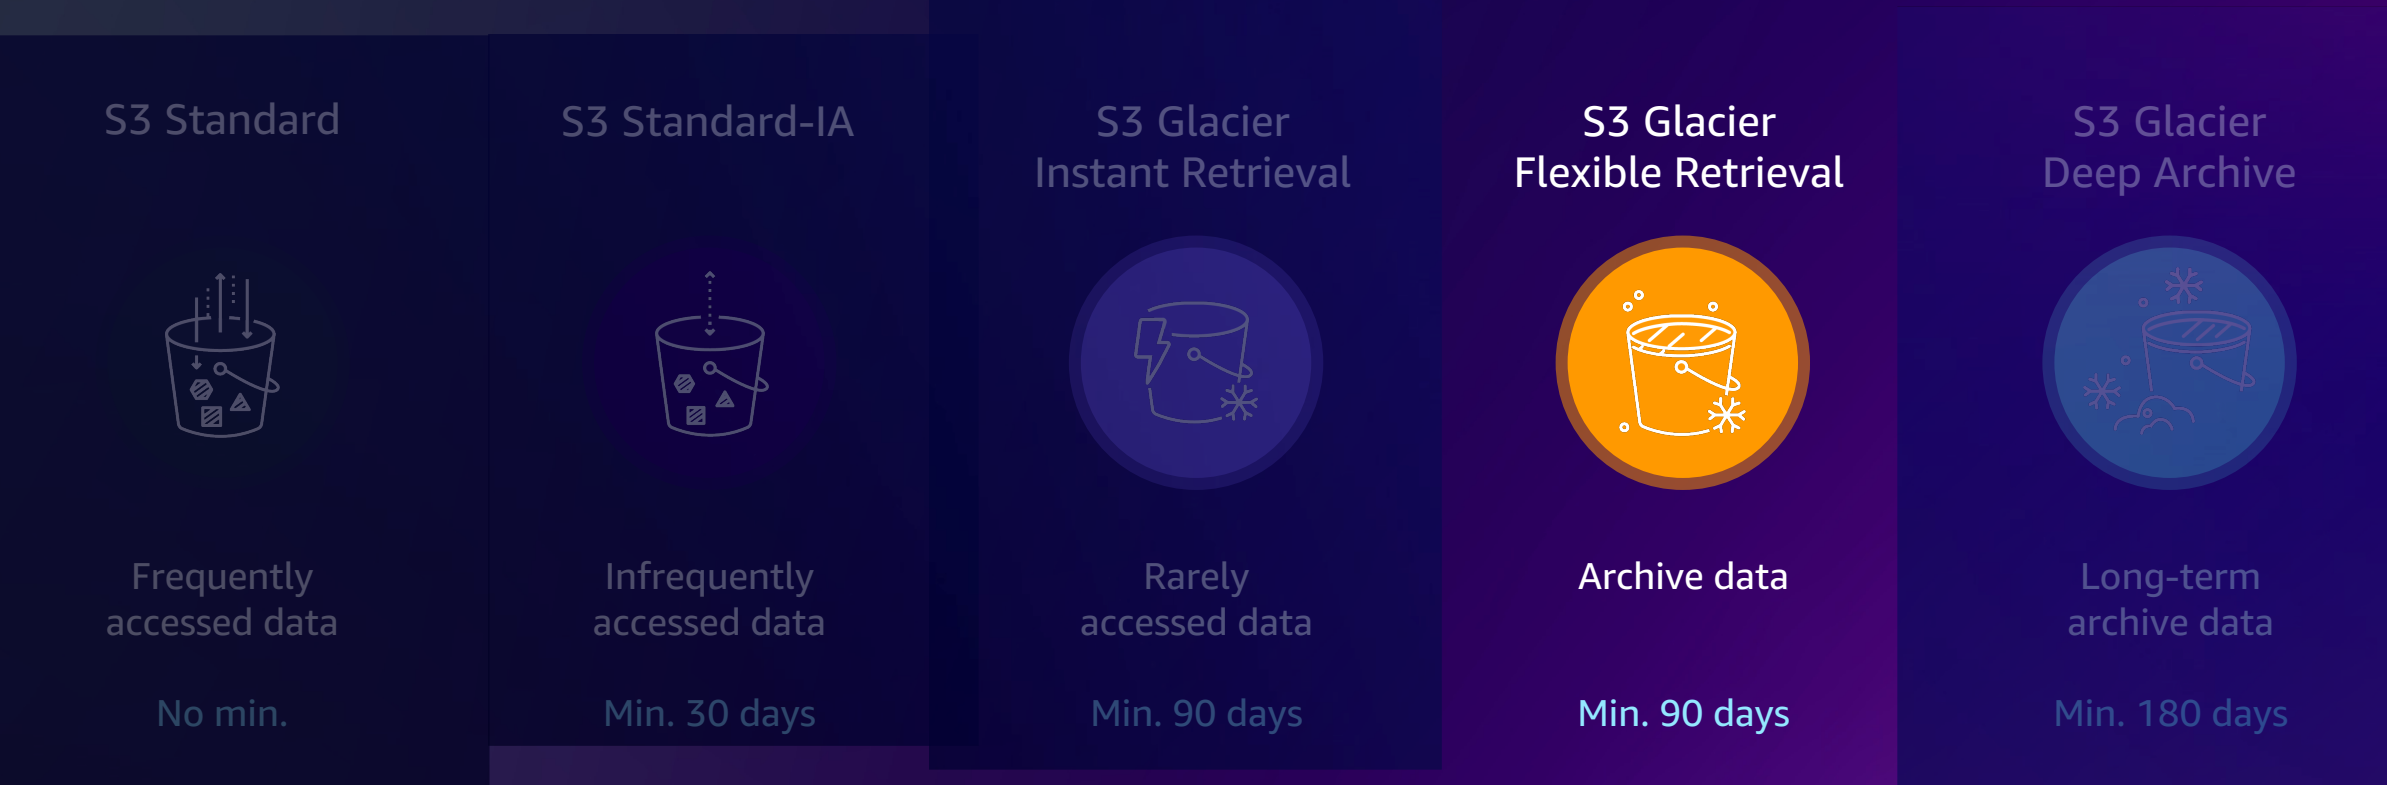 S3 Standard
Frequently
accessed data
No min.
S3 Standard-IA
Infrequently
accessed data
Min. 30 days
S3 Glacier
Instant Retrieval
Rarely
accessed data
Min. 90 days
S3 Glacier
Flexible Retrieval
Archive data
Min. 90 days
S3 Glacier
Deep Archive
Long-term
archive data
Min. 180 days